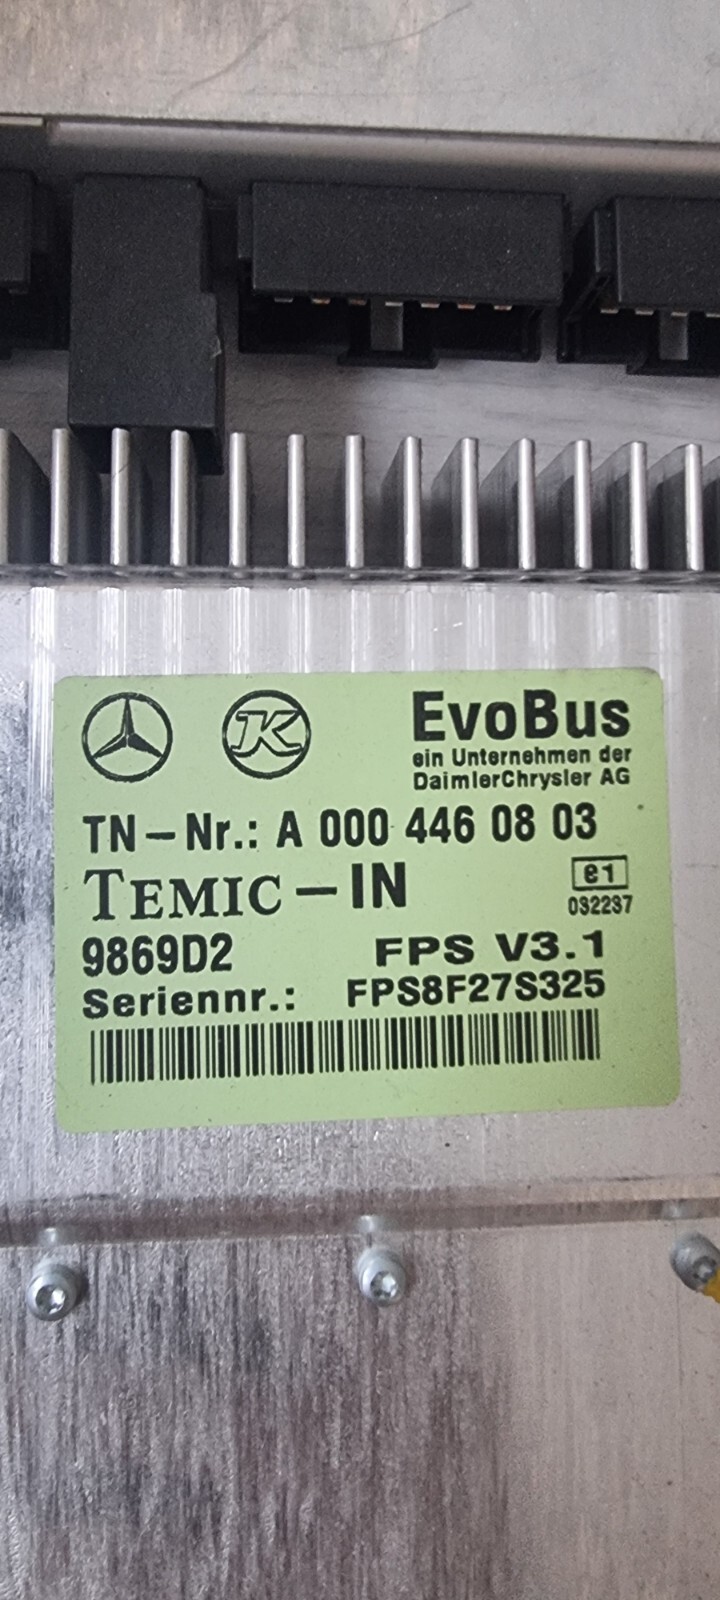 K
EvoBus
ein Unternehmen der
DaimlerChrysler AG
TN-Nr.: A 000 446 08 03
TEMIC-IN
e1
032237
9869D2 FPS V3.1
Seriennr.: FPS8F27S325